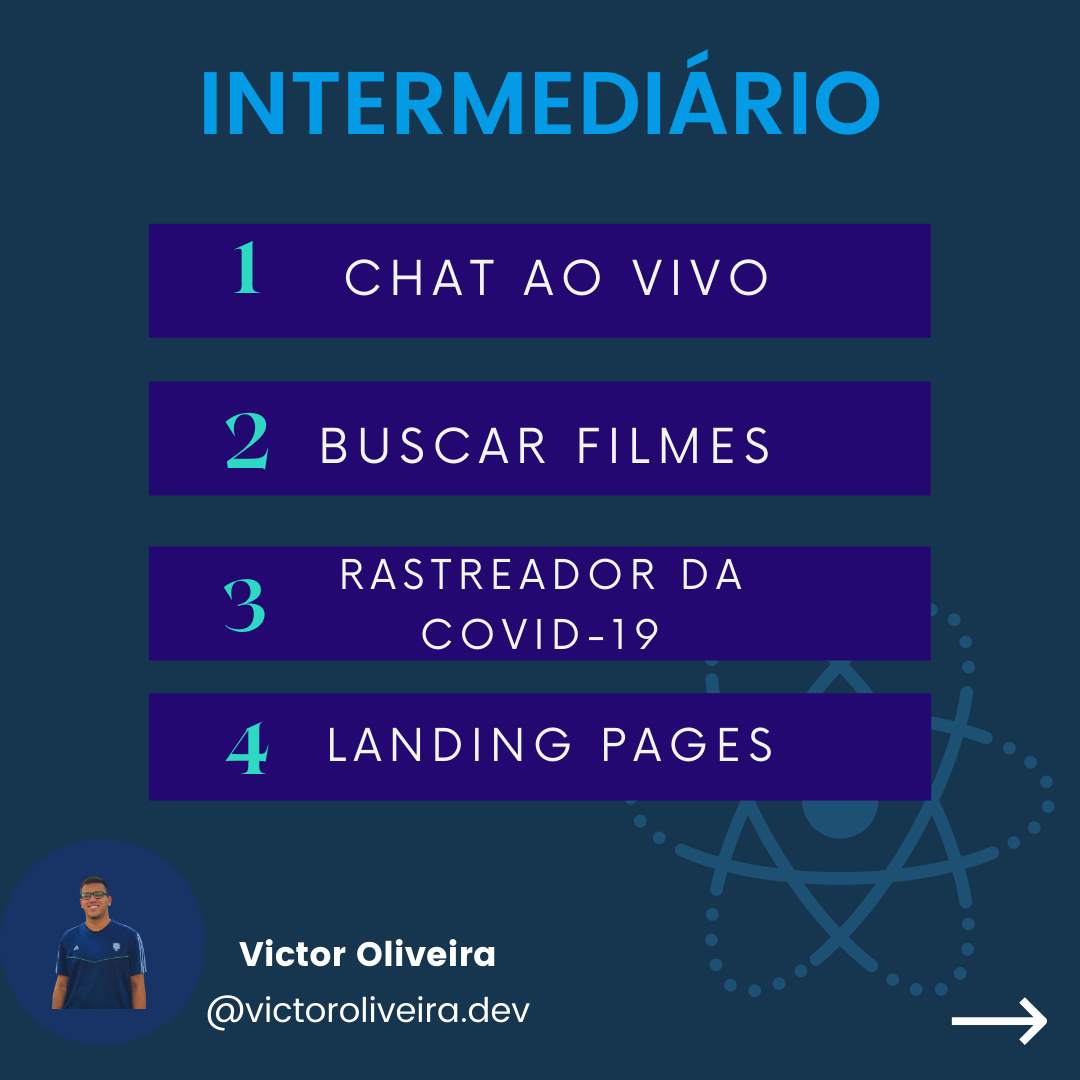 INTERMEDIÁRIO
1 CHAT AO VIVO
2 BUSCAR FILMES
3 RASTREADOR DA
COVID-19
4 LANDING PAGES
Victor Oliveira
@victoroliveira.dev